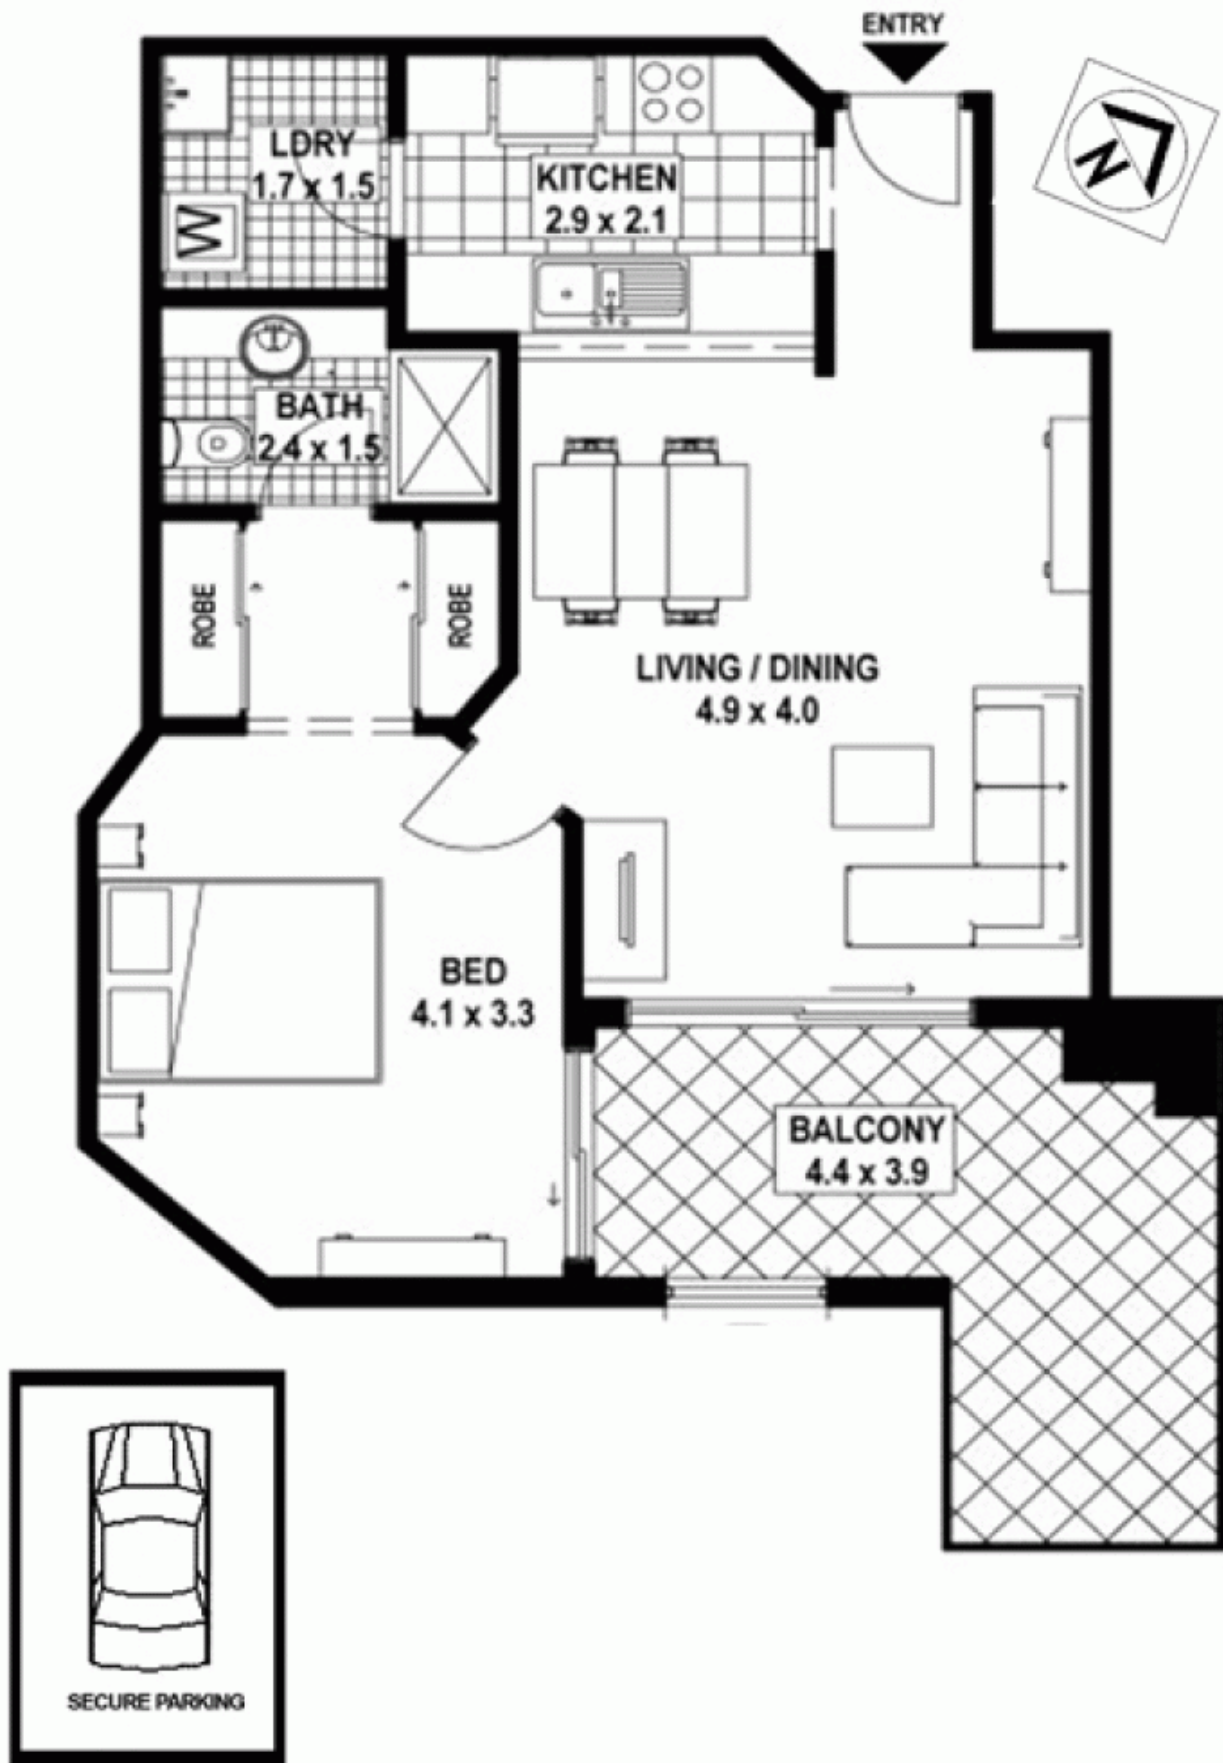 ENTRY
N
LDRY
1.7 x 1.5
W
KITCHEN
2.9 x 2.1
BATH
2.4 x 1.5
ROBE
ROBE
LIVING / DINING
4.9 x 4.0
BED
4.1 x 3.3
BALCONY
4.4 x 3.9
SECURE PARKING